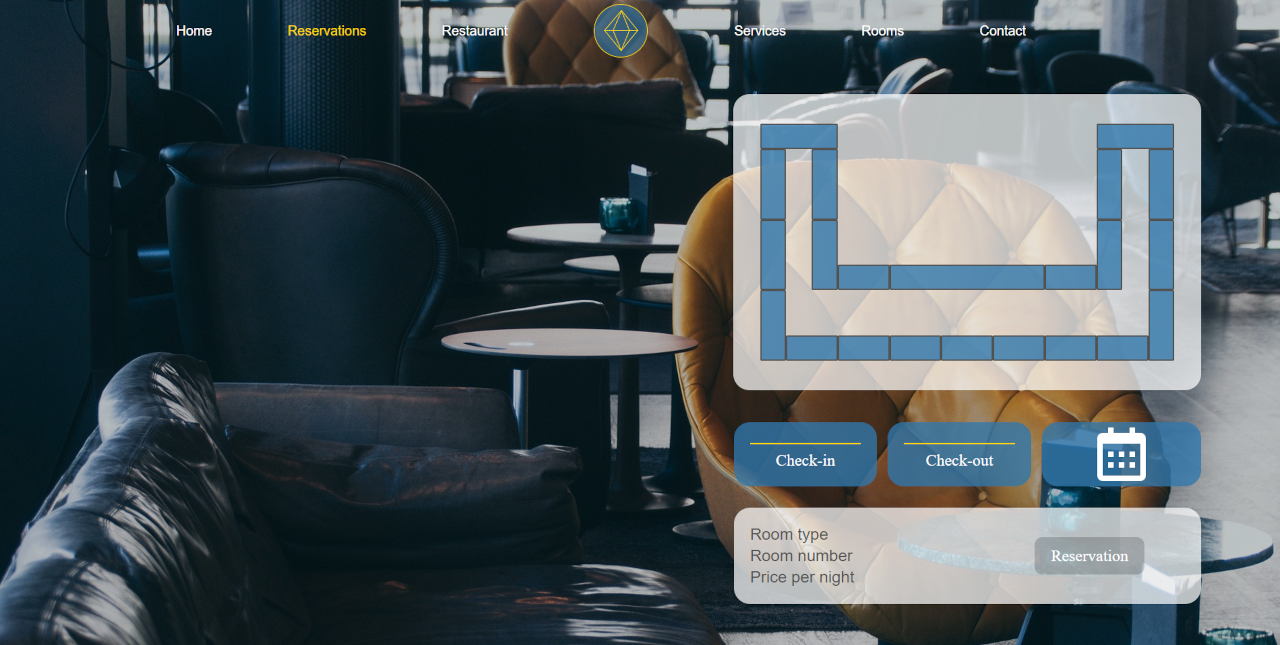 Home
Reservations
Restaurant
Services
Rooms
Contact
Check-in
Check-out
Room type
Room number
Price per night
Reservation